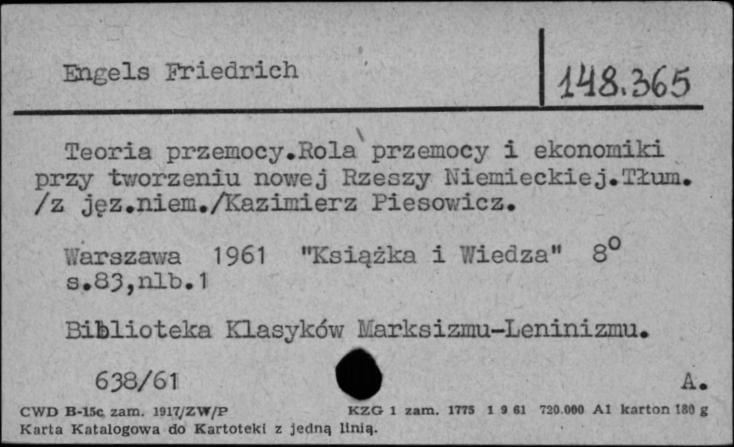 Engels Friedrich
148.365
Teoria przemocy.Rola przemocy i ekonomiki
przy tworzeniu nowej Rzeszy Niemieckiej.Tłum.
/z jęz.niem./Kazimierz Piesowicz.
Warszawa 1961 "Książka i Wiedza" 8°
s.83,nlb.1
Biblioteka Klasyków Marksizmu-Leninizmu.
638/61 A.
CWD B-15c zam. 1917/ZW/P KZG 1 zam. 1775 1 9 61 720.000 A1 karton 180 g
Karta Katalogowa do Kartoteki z jedną linią.